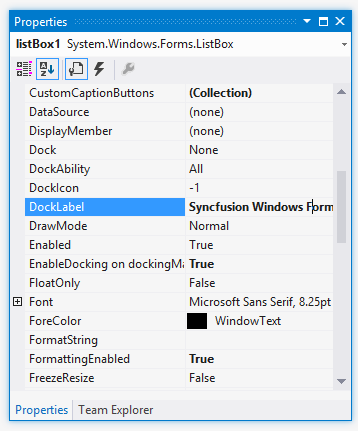 Properties
listBox1 System.Windows.Forms.ListBox
CustomCaptionButtons (Collection)
DataSource (none)
DisplayMember (none)
Dock None
DockAbility All
DockIcon -1
DockLabel Syncfusion Windows Form
DrawMode Normal
Enabled True
EnableDocking on dockingMa True
FloatOnly False
Font Microsoft Sans Serif, 8.25pt
ForeColor WindowText
FormatString
FormattingEnabled True
FreezeResize False
Properties Team Explorer